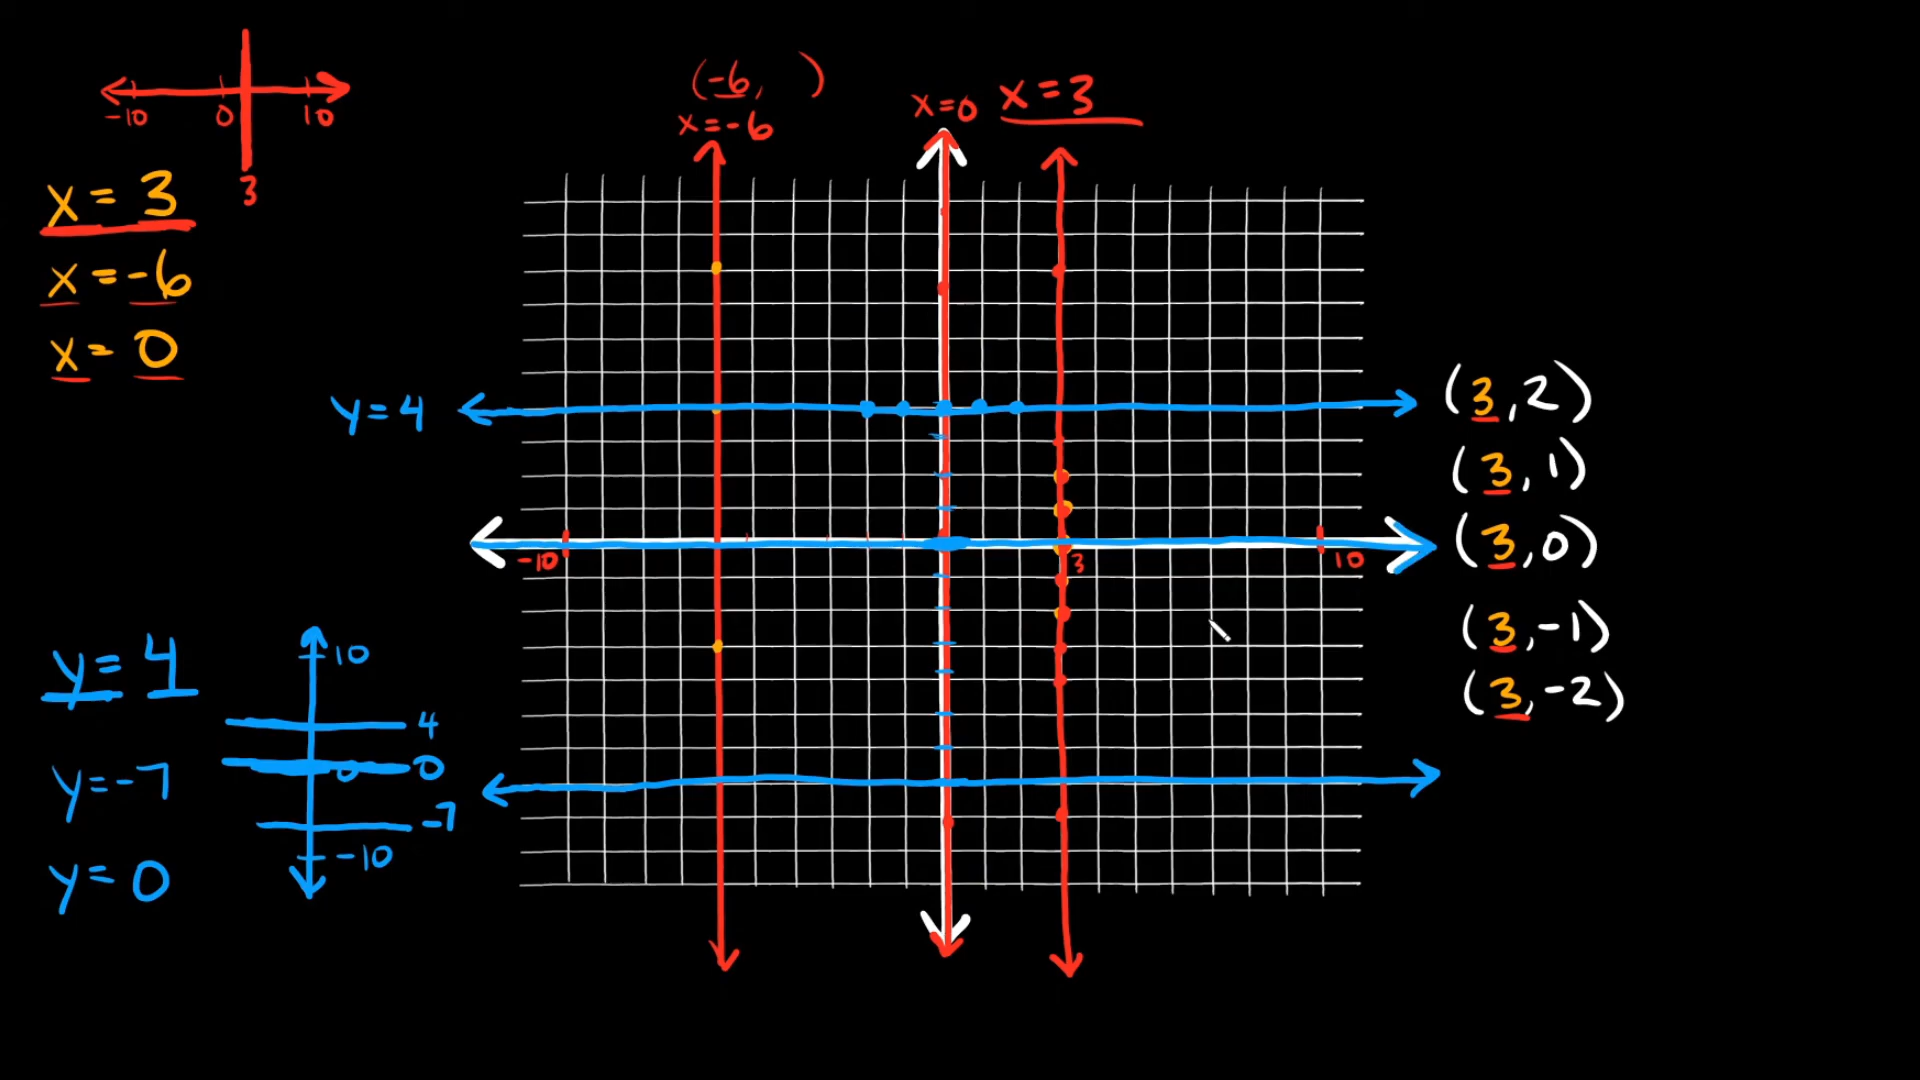 -10 0 10
3
x = 3
x = -6
x = 0
(-6, )
x = -6
x = 0
x = 3
y = 4
-10
3
10
(3, 2)
(3, 1)
(3, 0)
(3, -1)
(3, -2)
y = 4
y = -7
y = 0
10
4
0
0
-7
-10